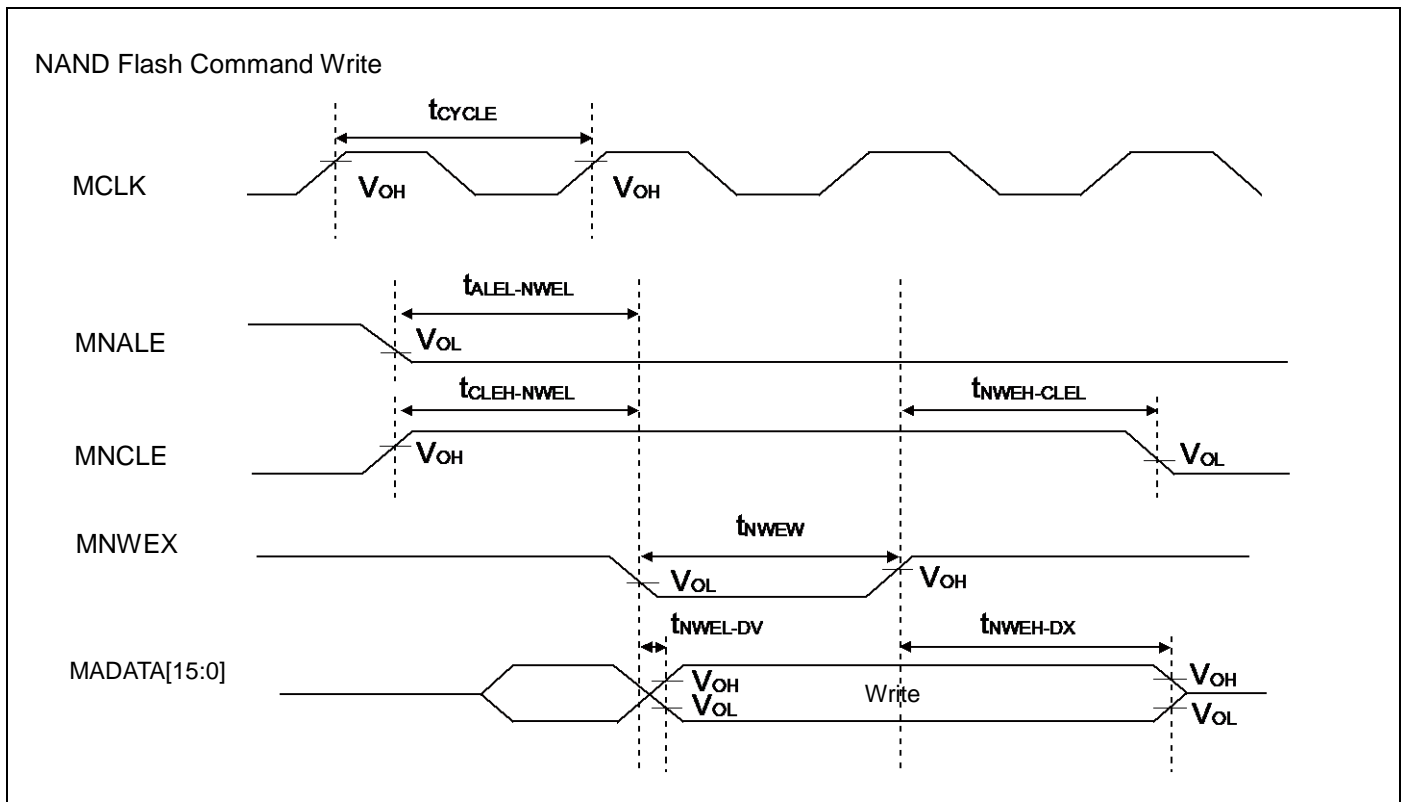 NAND Flash Command Write
tCYCLE
MCLK
VOH VOH
tALEL-NWEL
MNALE
VOL
tCLEH-NWEL tNWEH-CLEL
MNCLE
VOH VOL
MNWEX
tNWEW
VOL VOH
tNWEL-DV tNWEH-DX
MADATA[15:0]
VOH Write VOH
VOL VOL